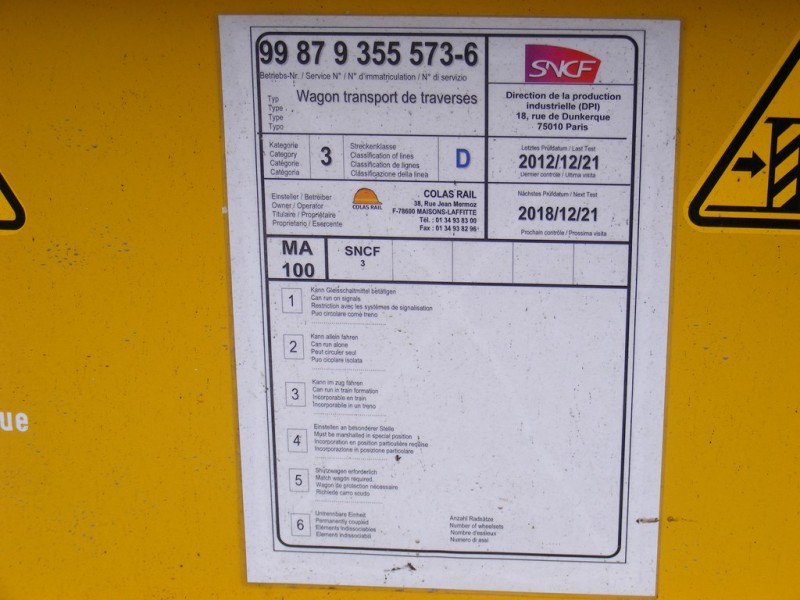 99 87 9 355 573-6
Betriebs-Nr. / Service N° / N° d'immatriculation / N° di servizio
Typ
Type
Type
Tipo
Wagon transport de traverses
SNCF
Direction de la production
industrielle (DPI)
18, rue de Dunkerque
75010 Paris
Kategorie
Category
Catégorie
Catégoria
3
Streckenklasse
Classification of lines
Classification de lignes
Classificazione della linea
D
Letztes Prüfdatum / Last Test
2012/12/21
Dernier contrôle / Ultima visita
Einsteller / Betreiber
Owner / Operator
Titulaire / Propriétaire
Proprietario / Esercente
COLAS RAIL
COLAS RAIL
38, Rue Jean Mermoz
F-78600 MAISONS-LAFFITTE
Tél. : 01 34 93 83 00
Fax : 01 34 93 82 96
Nächstes Prüfdatum / Next Test
2018/12/21
Prochain contrôle / Prossima visita
MA
100
SNCF
3
1
Kann Gleisschaltmittel betätigen
Can run on signals
Restriction avec les systèmes de signalisation
Puo circolare come treno
2
Kann allein fahren
Can run alone
Peut circuler seul
Puo cicolare isolata
3
Kann im zug fahren
Can run in train formation
Incorporable en train
Incorporabile in un treno
4
Einstellen an besonderer Stelle
Must be marshalled in special position
Incorporation en position particulière requise
Incorporazione in posizione particolare
5
Shutzwagen erforderlich
Match wagon required
Wagon de protection nécessaire
Richiede carro scudo
6
Untrennbare Einheit
Permanently coupled
Eléments indissociables
Elementi indissociabili
Anzahl Radsätze
Number of wheelsets
Nombre d'essieux
Numero di assi
ue